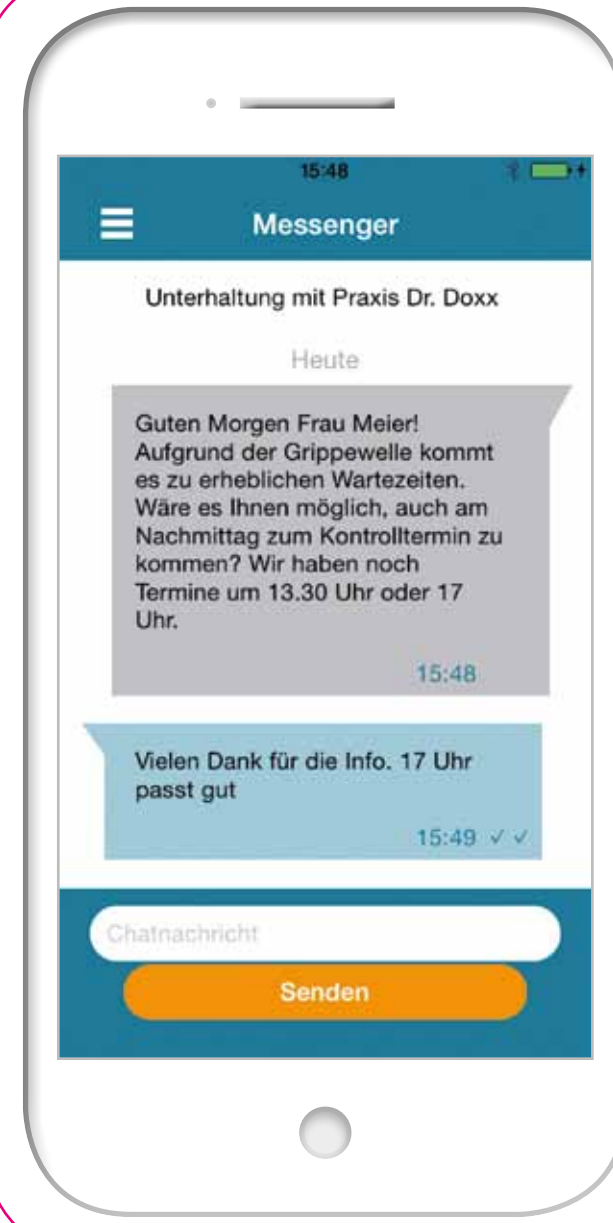 15:48
Messenger
Unterhaltung mit Praxis Dr. Doxx
Heute
Guten Morgen Frau Meier!
Aufgrund der Grippewelle kommt
es zu erheblichen Wartezeiten.
Wäre es Ihnen möglich, auch am
Nachmittag zum Kontrolltermin zu
kommen? Wir haben noch
Termine um 13.30 Uhr oder 17
Uhr.
15:48
Vielen Dank für die Info. 17 Uhr
passt gut
15:49 ✓ ✓
Chatnachricht
Senden